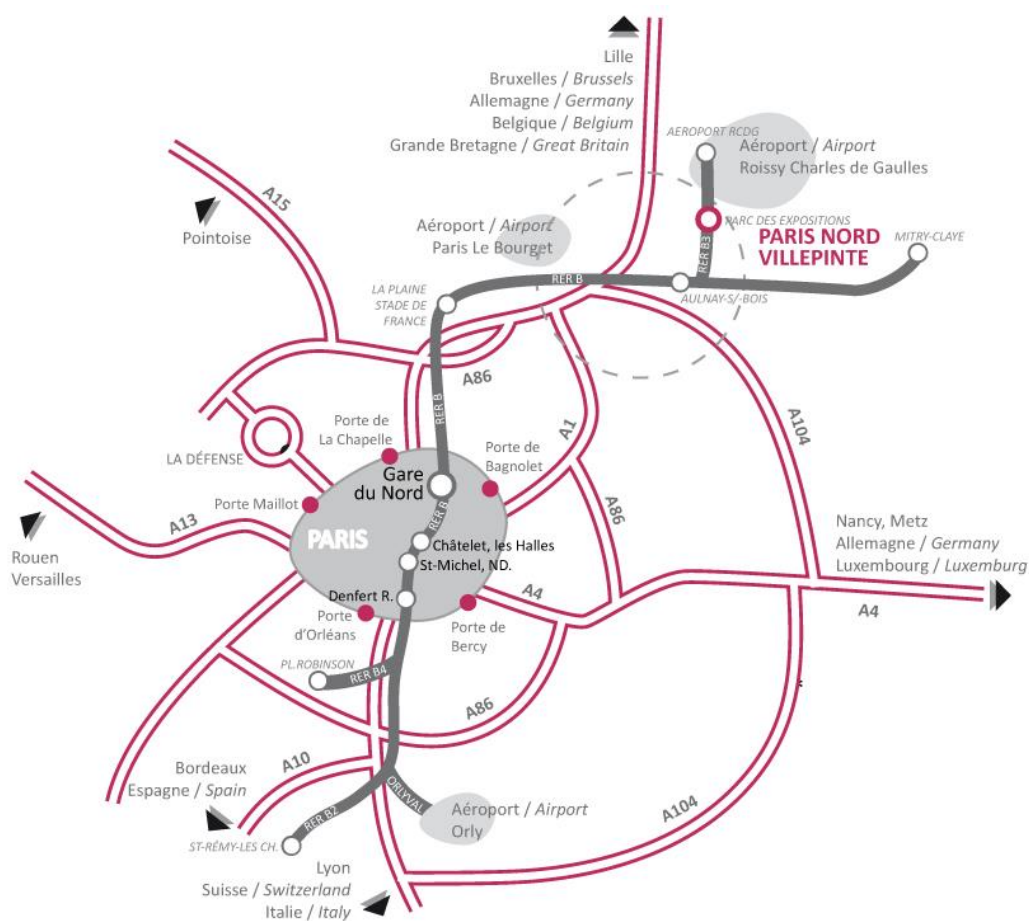 Lille
Bruxelles / Brussels
Allemagne / Germany
Belgique / Belgium
Grande Bretagne / Great Britain
AEROPORT RCDG
Aéroport / Airport
Roissy Charles de Gaulles
A15
Pointoise
Aéroport / Airport
Paris Le Bourget
PARC DES EXPOSITIONS
PARIS NORD
VILLEPINTE
MITRY-CLAYE
RER B3
RER B
AULNAY-S/-BOIS
LA PLAINE
STADE DE
FRANCE
A86
RER B
A1
A104
Porte de
La Chapelle
Porte de
Bagnolet
LA DÉFENSE
Gare
du Nord
Porte Maillot
RER B
A86
A13
PARIS
Rouen
Versailles
Châtelet, les Halles
St-Michel, ND.
Nancy, Metz
Allemagne / Germany
Luxembourg / Luxemburg
Denfert R.
A4
A4
Porte
d'Orléans
Porte de
Bercy
PL.ROBINSON
RER B4
A86
Bordeaux
Espagne / Spain
A10
ORLYVAL
Aéroport / Airport
Orly
A104
RER B2
ST-RÉMY-LES CH.
Lyon
Suisse / Switzerland
Italie / Italy